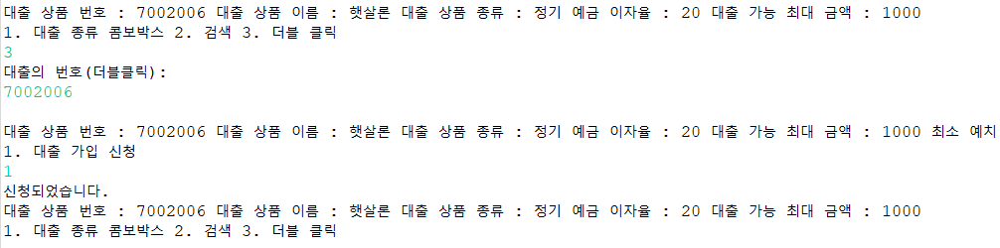 대출 상품 번호 : 7002006 대출 상품 이름 : 햇살론 대출 상품 종류 : 정기 예금 이자율 : 20 대출 가능 최대 금액 : 1000
1. 대출 종류 콤보박스 2. 검색 3. 더블 클릭
3
대출의 번호(더블클릭):
7002006
대출 상품 번호 : 7002006 대출 상품 이름 : 햇살론 대출 상품 종류 : 정기 예금 이자율 : 20 대출 가능 최대 금액 : 1000 최소 예치
1. 대출 가입 신청
1
신청되었습니다.
대출 상품 번호 : 7002006 대출 상품 이름 : 햇살론 대출 상품 종류 : 정기 예금 이자율 : 20 대출 가능 최대 금액 : 1000
1. 대출 종류 콤보박스 2. 검색 3. 더블 클릭